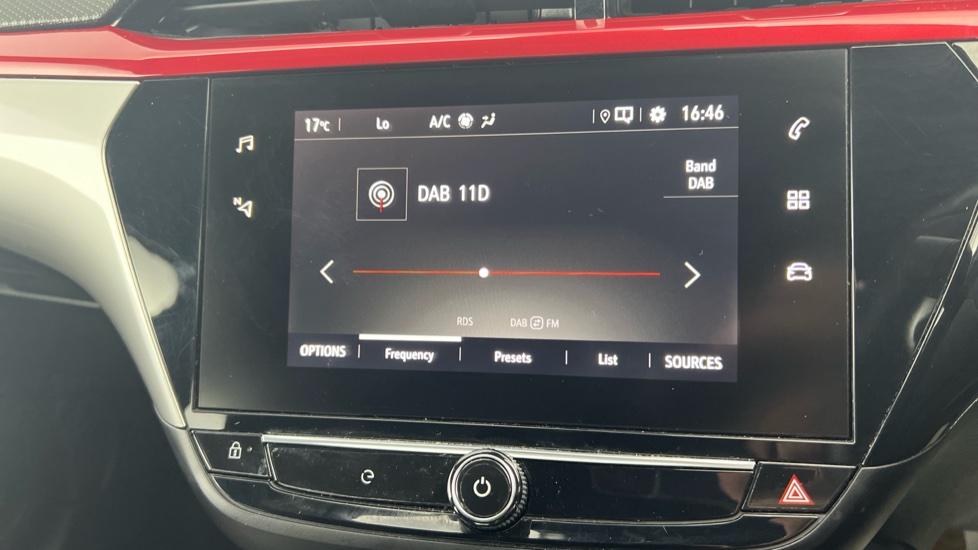 17°C Lo A/C 16:46
Band
DAB
DAB 11D
N
RDS DAB FM
OPTIONS Frequency Presets List SOURCES